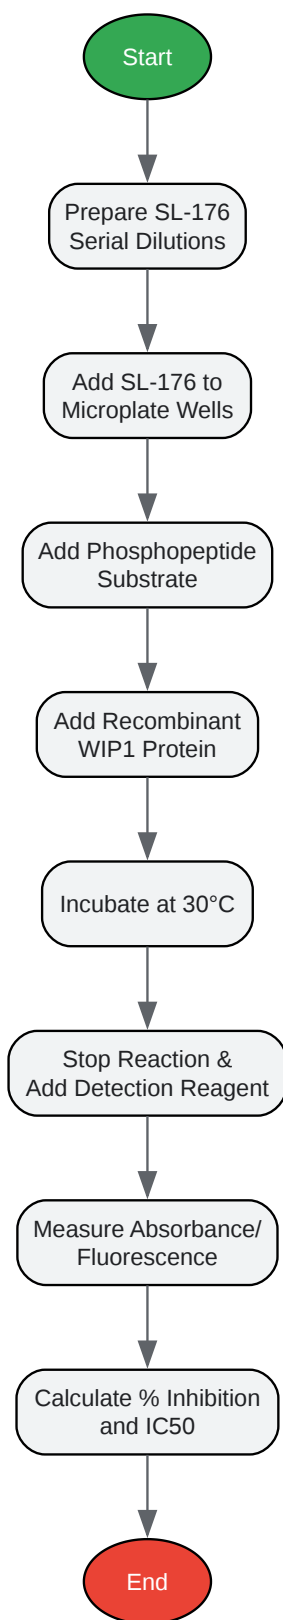 Start
Prepare SL-176
Serial Dilutions
Add SL-176 to
Microplate Wells
Add Phosphopeptide
Substrate
Add Recombinant
WIP1 Protein
Incubate at 30°C
Stop Reaction &
Add Detection Reagent
Measure Absorbance/
Fluorescence
Calculate % Inhibition
and IC50
End